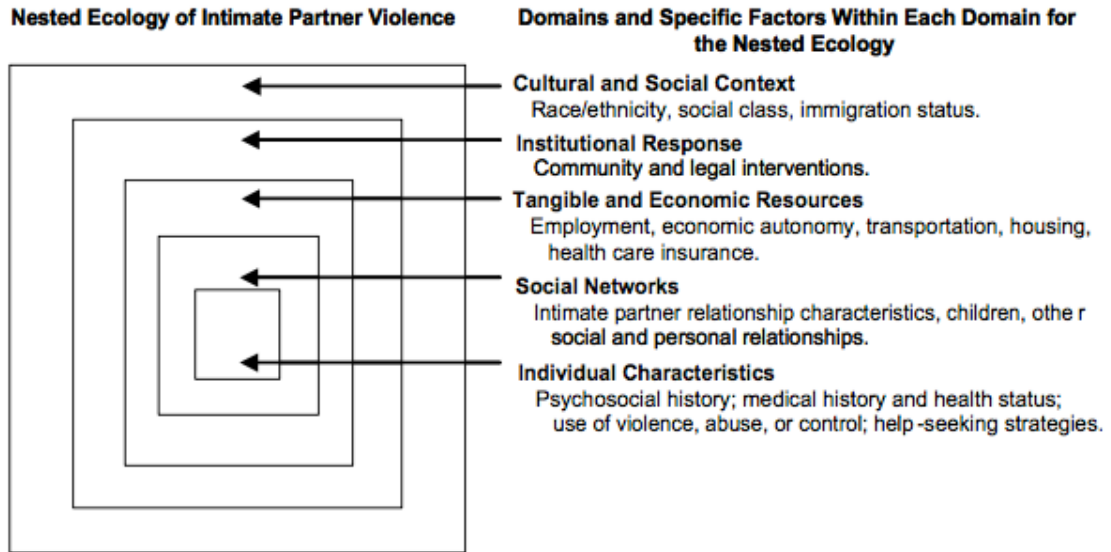 Nested Ecology of Intimate Partner Violence
Domains and Specific Factors Within Each Domain for
the Nested Ecology
Cultural and Social Context
Race/ethnicity, social class, immigration status.
Institutional Response
Community and legal interventions.
Tangible and Economic Resources
Employment, economic autonomy, transportation, housing,
health care insurance.
Social Networks
Intimate partner relationship characteristics, children, othe r
social and personal relationships.
Individual Characteristics
Psychosocial history; medical history and health status;
use of violence, abuse, or control; help -seeking strategies.